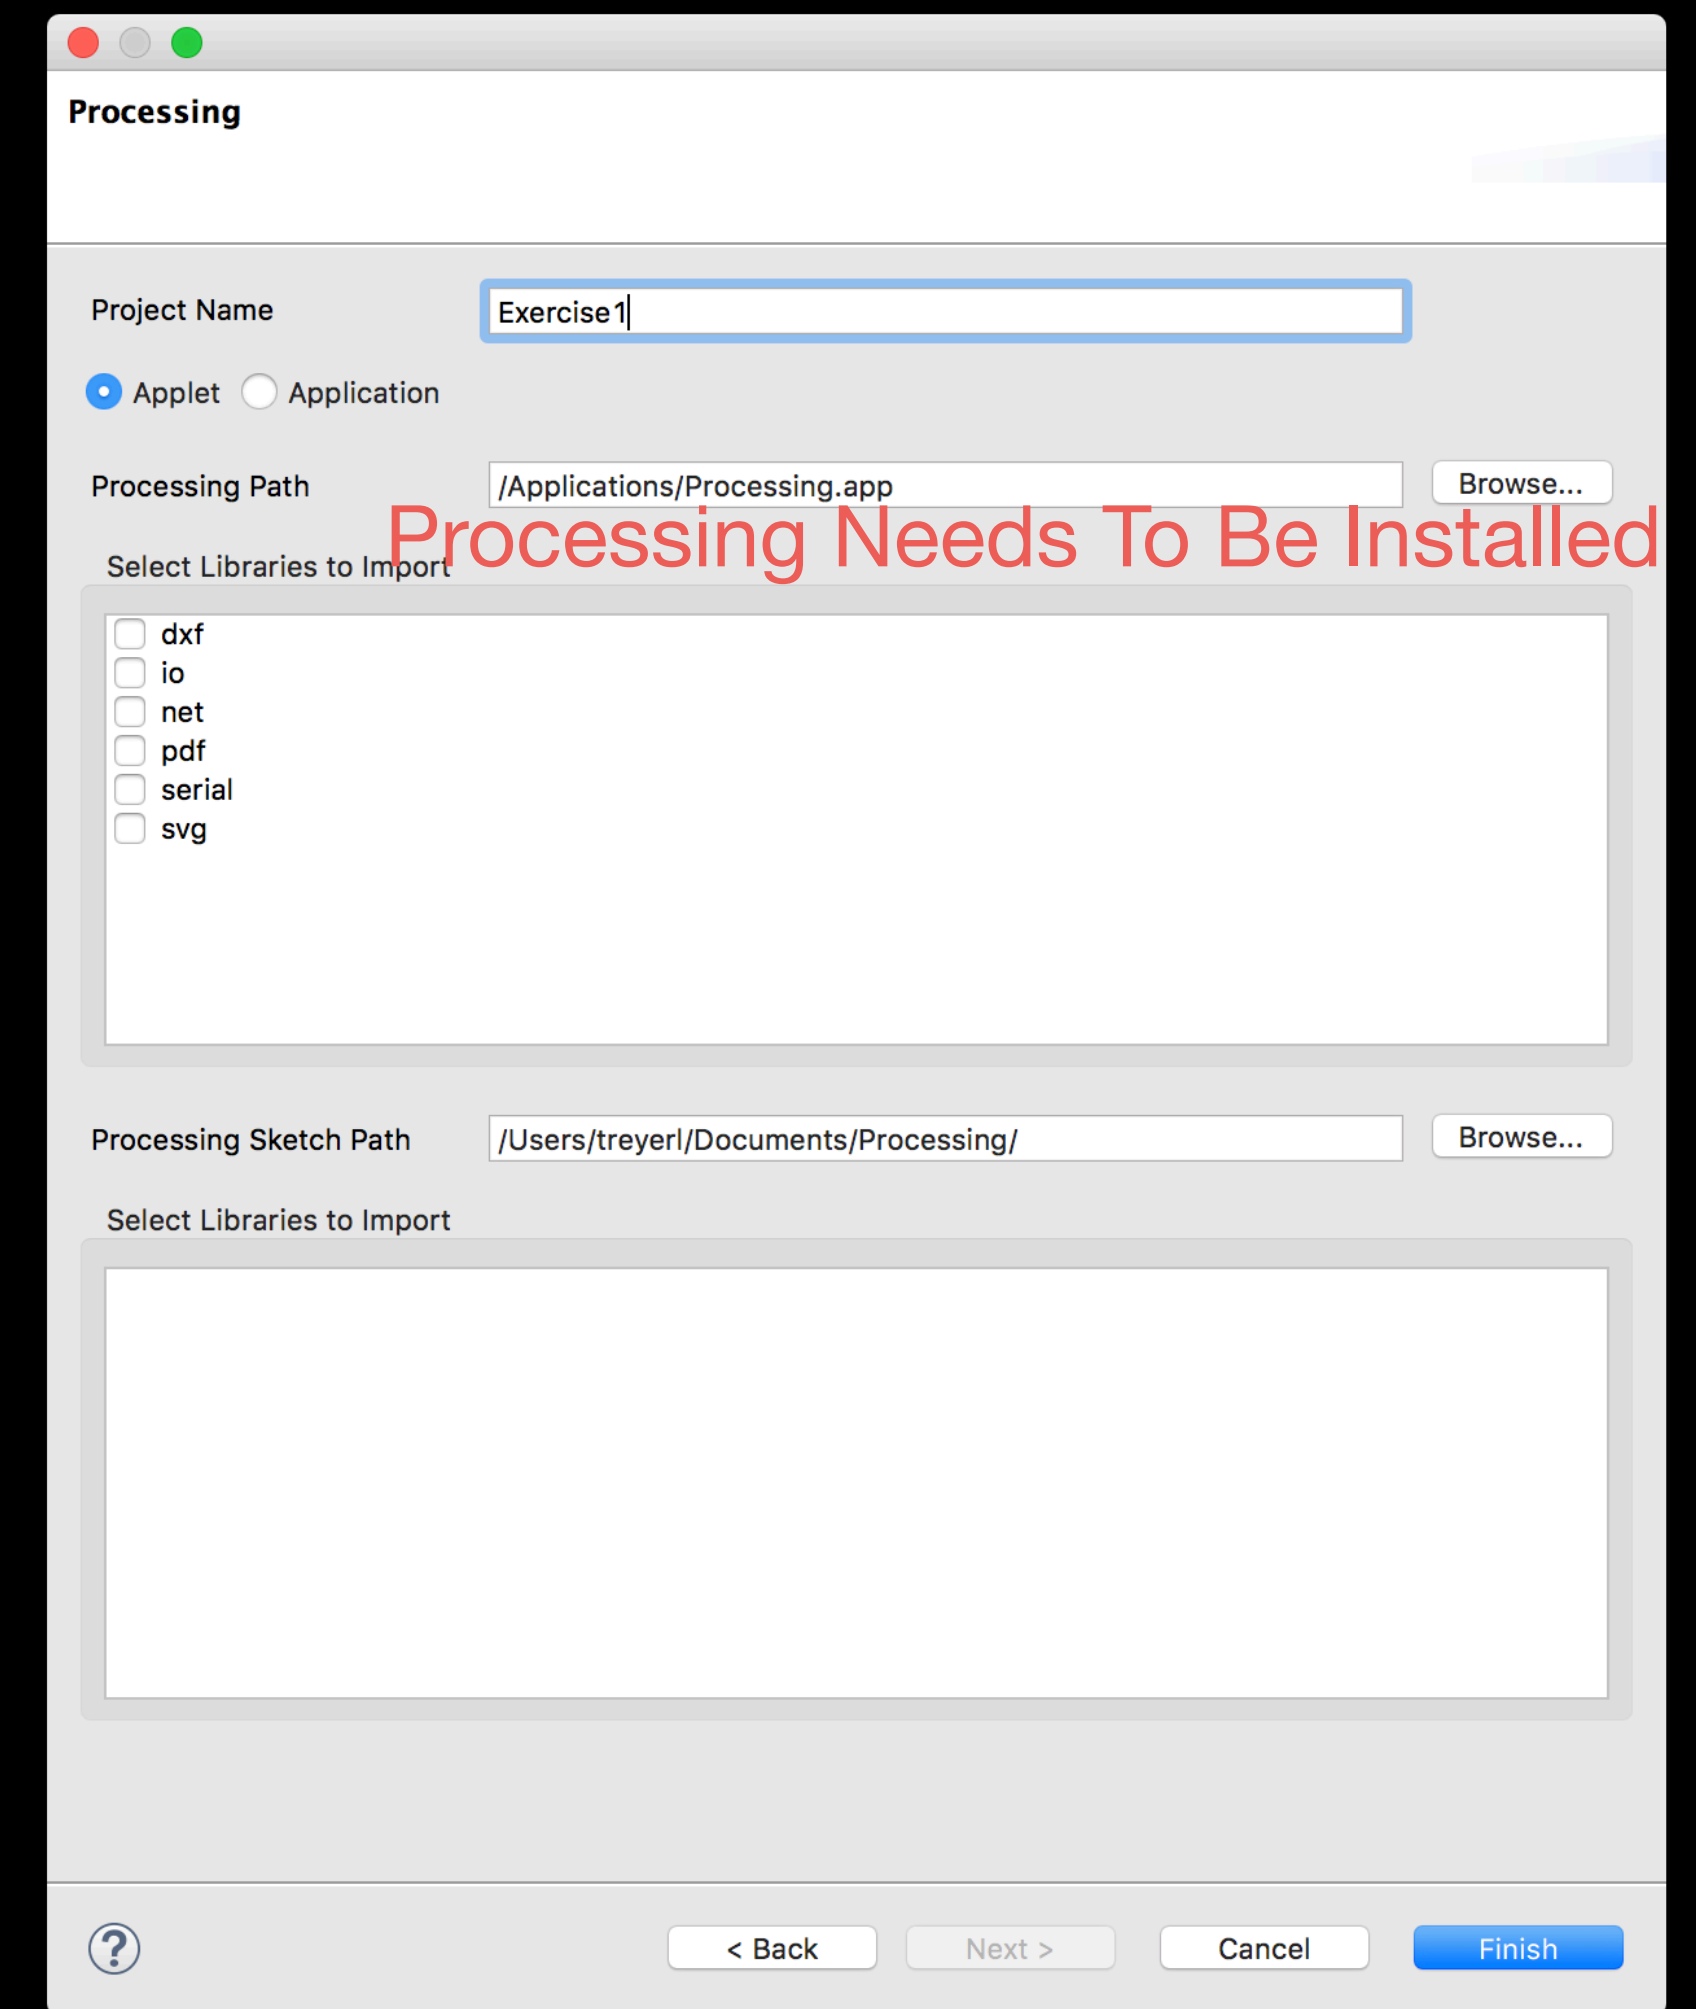 Processing
Project Name Exercise1
Applet Application
Processing Path /Applications/Processing.app Browse...
Processing Needs To Be Installed
Select Libraries to Import
dxf
io
net
pdf
serial
svg
Processing Sketch Path /Users/treyerl/Documents/Processing/ Browse...
Select Libraries to Import
? < Back Next > Cancel Finish